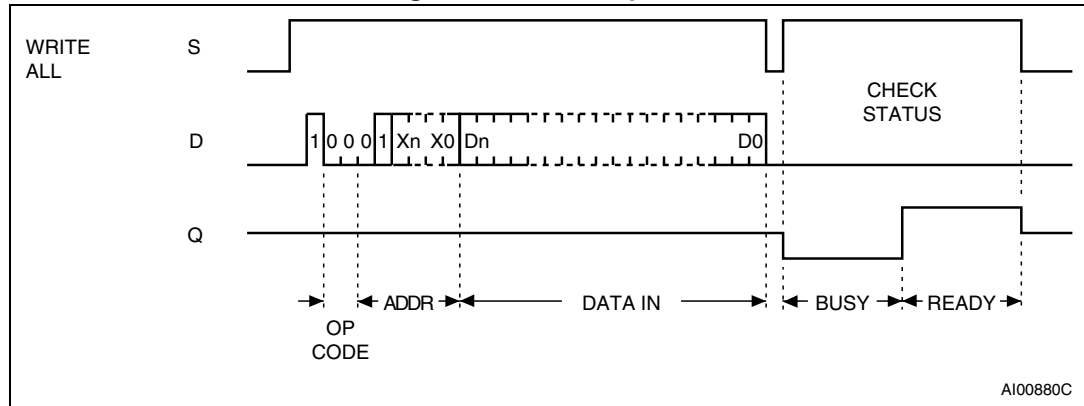 WRITE
ALL
S
CHECK
STATUS
D
1 0 0 0 1 Xn X0 Dn D0
Q
ADDR DATA IN BUSY READY
OP
CODE
AI00880C